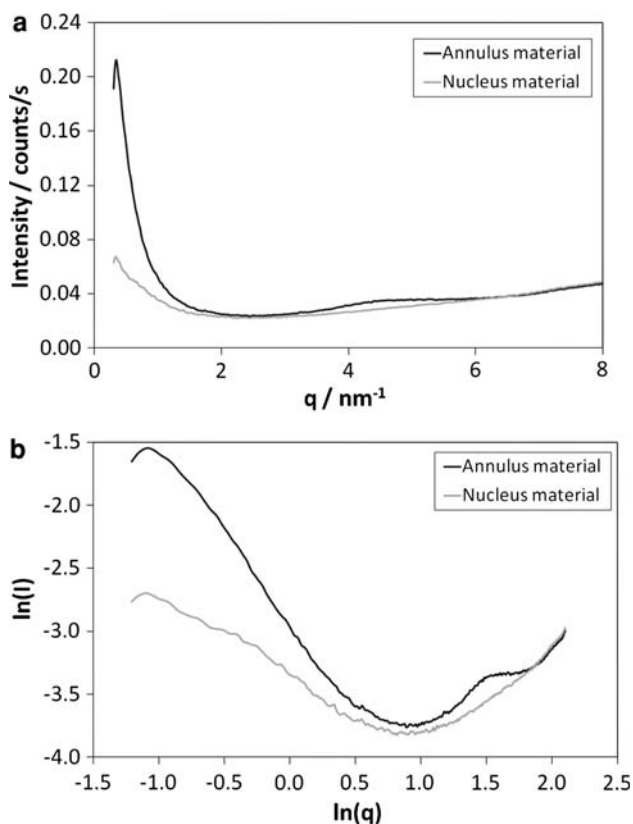 a
Intensity / counts/s
0.24
0.20
0.16
0.12
0.08
0.04
0.00
Annulus material
Nucleus material
0 2 4 6 8
q / nm⁻¹
b
ln(I)
-1.5
-2.0
-2.5
-3.0
-3.5
-4.0
Annulus material
Nucleus material
-1.5 -1.0 -0.5 0.0 0.5 1.0 1.5 2.0 2.5
ln(q)